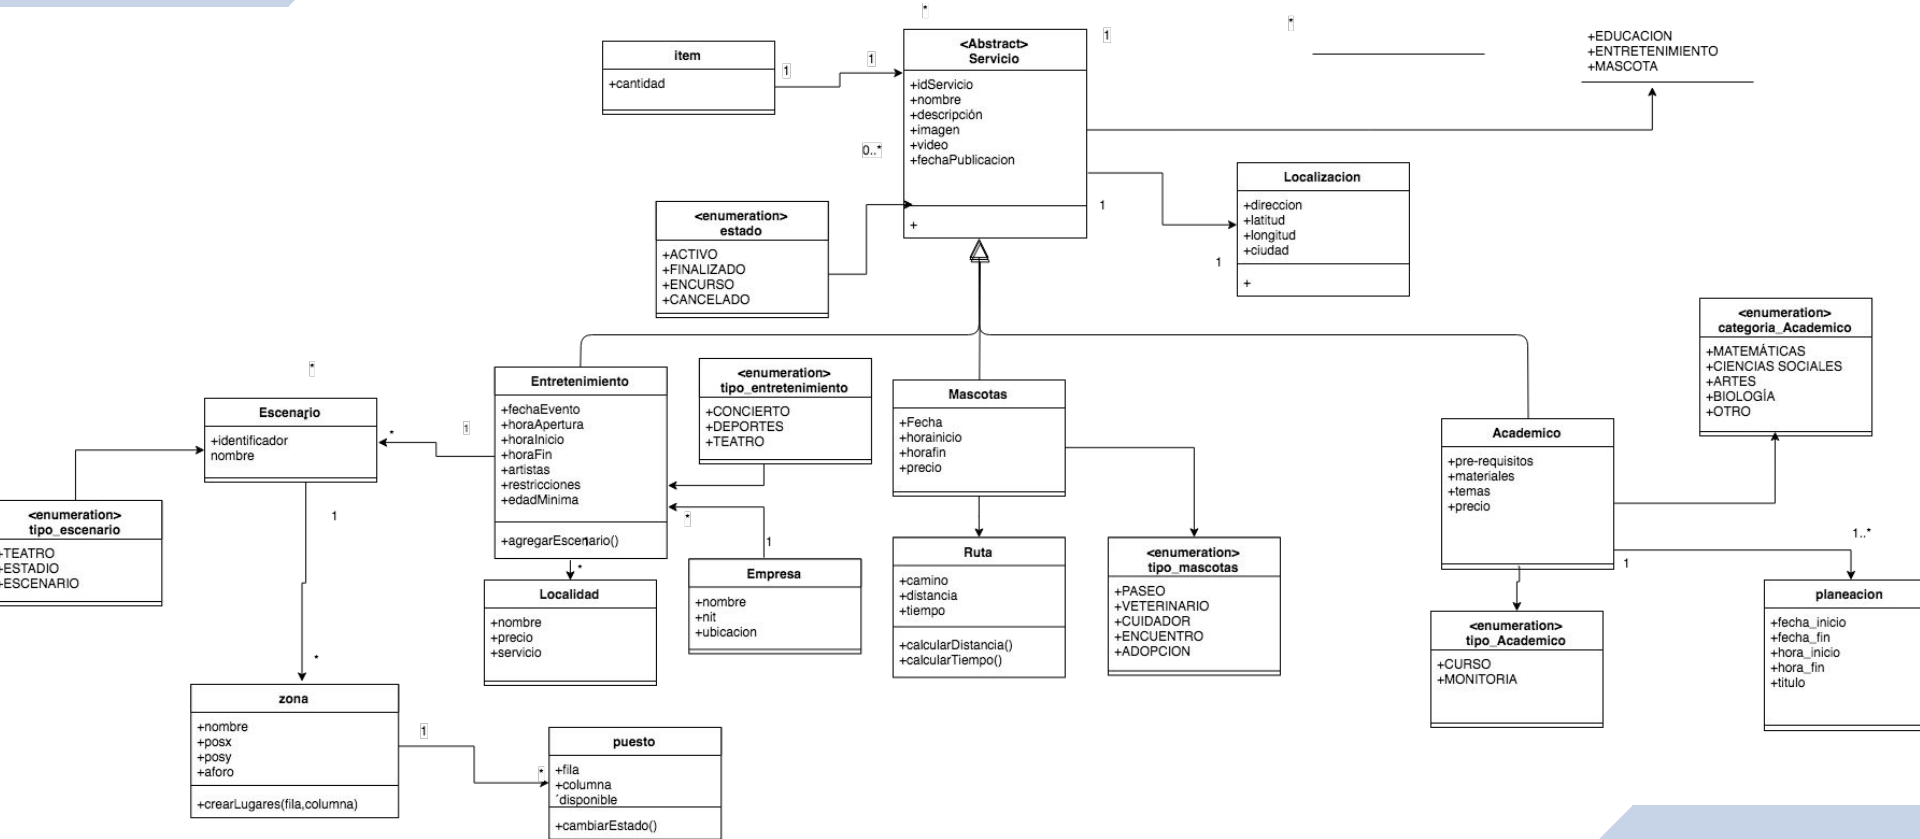 *
1
*
+EDUCACION
+ENTRETENIMIENTO
+MASCOTA
item
+cantidad
1
1
<Abstract>
Servicio
+idServicio
+nombre
+descripción
+imagen
+video
+fechaPublicacion
+
0..*
1
Localizacion
+direccion
+latitud
+longitud
+ciudad
+
1
<enumeration>
estado
+ACTIVO
+FINALIZADO
+ENCURSO
+CANCELADO
<enumeration>
categoria_Academico
+MATEMÁTICAS
+CIENCIAS SOCIALES
+ARTES
+BIOLOGÍA
+OTRO
*
Escenario
+identificador
nombre
*
1
Entretenimiento
+fechaEvento
+horaApertura
+horaInicio
+horaFin
+artistas
+restricciones
+edadMinima
+agregarEscenario()
1
<enumeration>
tipo_entretenimiento
+CONCIERTO
+DEPORTES
+TEATRO
Mascotas
+Fecha
+horainicio
+horafin
+precio
Academico
+pre-requisitos
+materiales
+temas
+precio
<enumeration>
tipo_escenario
+TEATRO
+ESTADIO
+ESCENARIO
1
*
*
1
*
Localidad
+nombre
+precio
+servicio
Empresa
+nombre
+nit
+ubicacion
Ruta
+camino
+distancia
+tiempo
+calcularDistancia()
+calcularTiempo()
<enumeration>
tipo_mascotas
+PASEO
+VETERINARIO
+CUIDADOR
+ENCUENTRO
+ADOPCION
1
1..*
<enumeration>
tipo_Academico
+CURSO
+MONITORIA
planeacion
+fecha_inicio
+fecha_fin
+hora_inicio
+hora_fin
+titulo
zona
+nombre
+posx
+posy
+aforo
+crearLugares(fila,columna)
1
*
puesto
+fila
+columna
´disponible
+cambiarEstado()